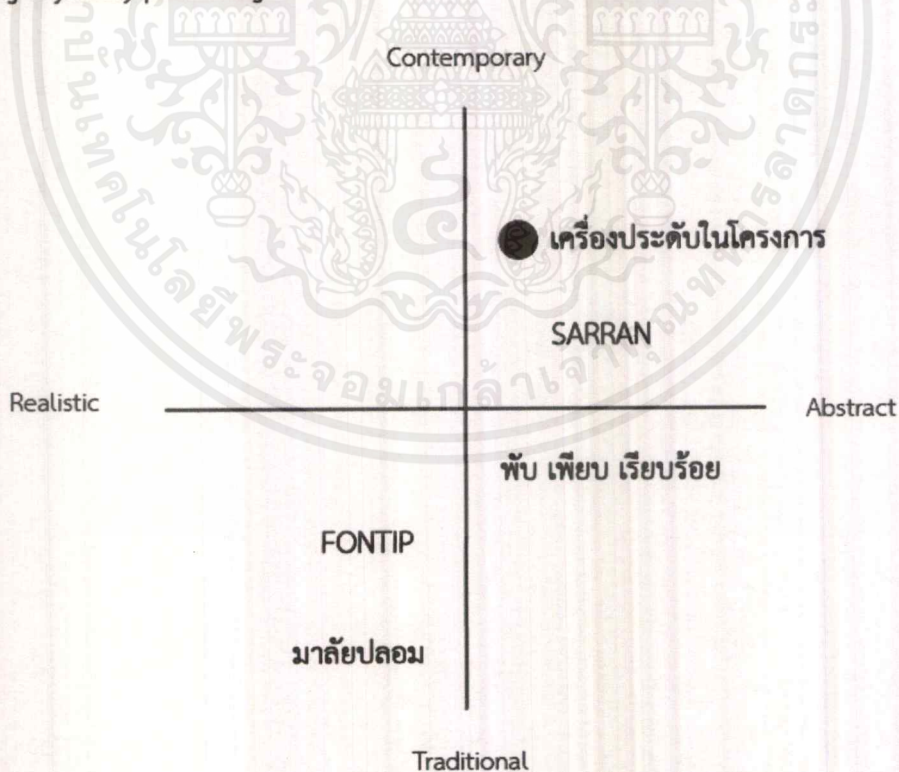 Contemporary
เครื่องประดับในโครงการ
SARRAN
Realistic
Abstract
พับ เพียบ เรียบร้อย
FONTIP
มาลัยปลอม
Traditional